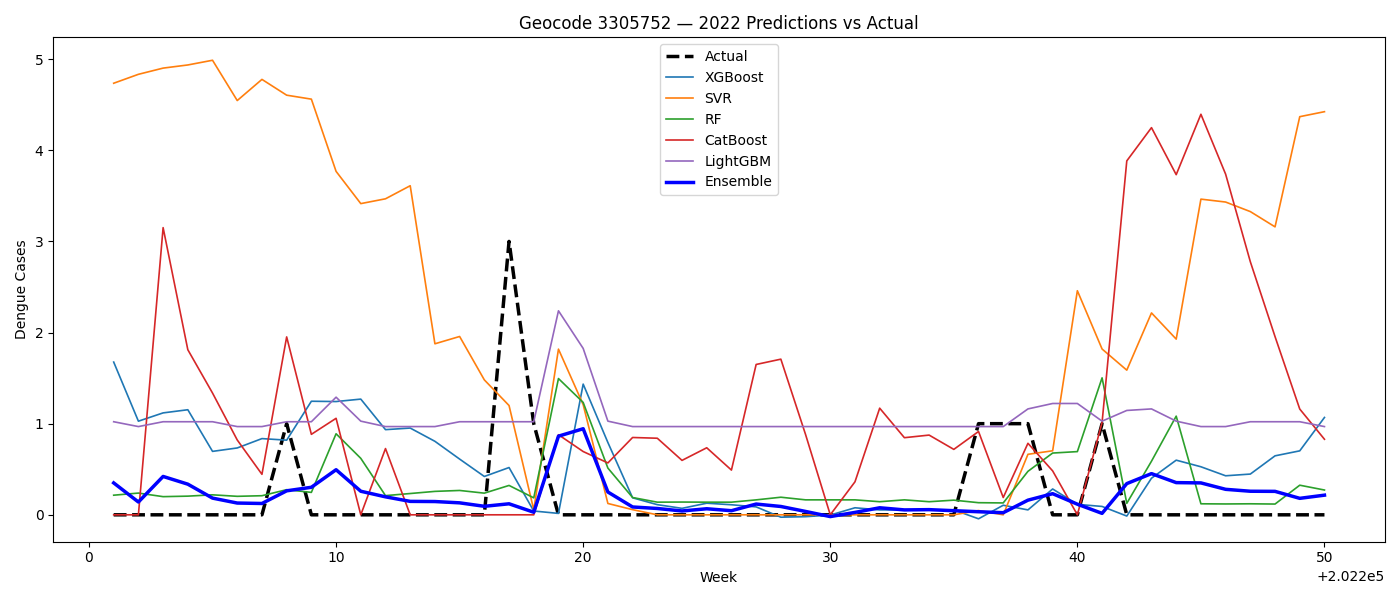 Geocode 3305752 — 2022 Predictions vs Actual
Actual
XGBoost
SVR
RF
CatBoost
LightGBM
Ensemble
Dengue Cases
5
4
3
2
1
0
0 10 20 30 40 50
Week
+2.022e5